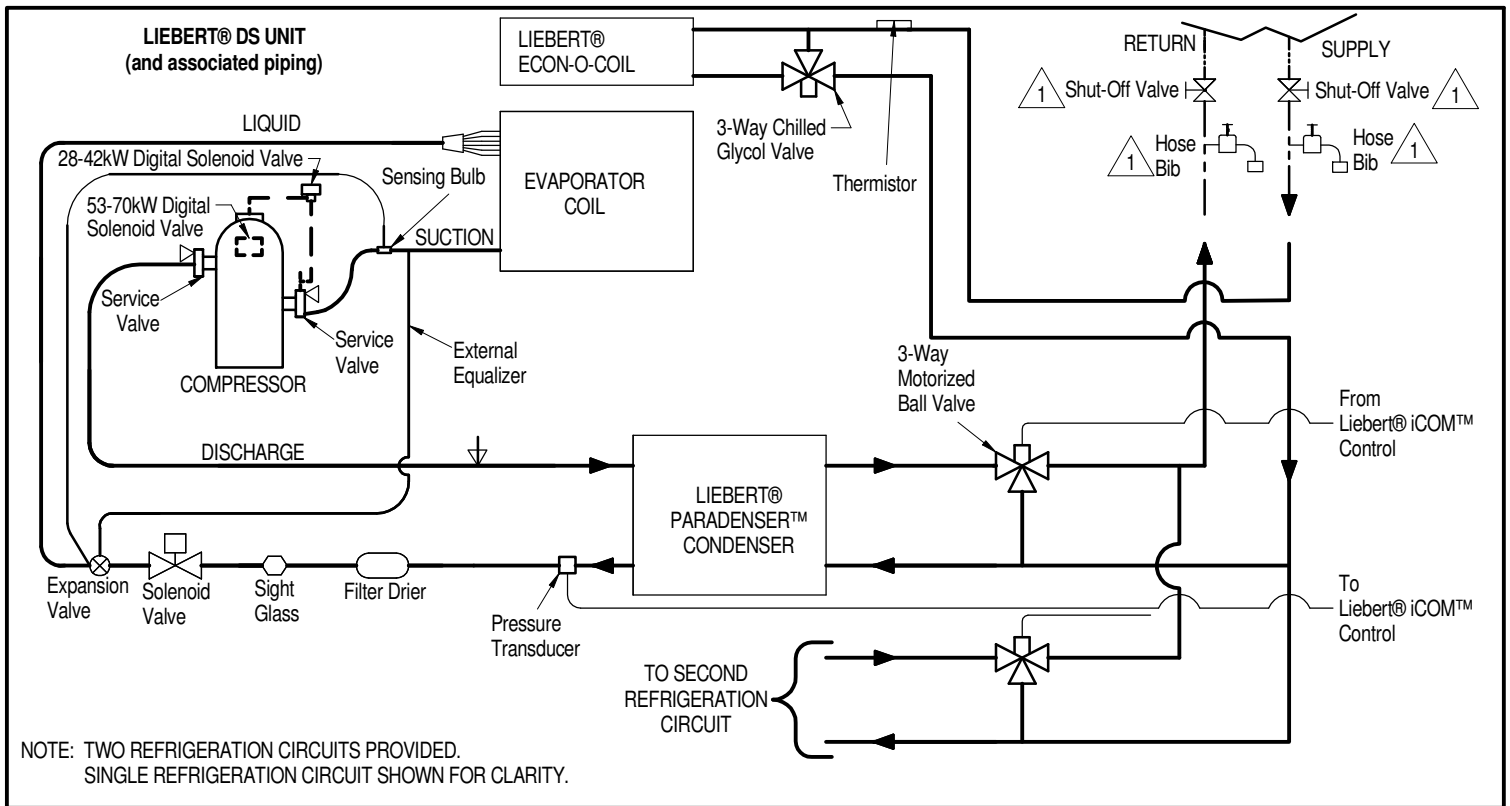 LIEBERT® DS UNIT
(and associated piping)
LIEBERT®
ECON-O-COIL
RETURN
SUPPLY
1
Shut-Off Valve
Shut-Off Valve
1
3-Way Chilled
Glycol Valve
1
Hose
Bib
Hose
Bib
1
Thermistor
LIQUID
28-42kW Digital Solenoid Valve
Sensing Bulb
EVAPORATOR
COIL
53-70kW Digital
Solenoid Valve
SUCTION
Service
Valve
Service
Valve
External
Equalizer
COMPRESSOR
3-Way
Motorized
Ball Valve
From
Liebert® iCOM™
Control
DISCHARGE
LIEBERT®
PARADENSER™
CONDENSER
Expansion
Valve
Solenoid
Valve
Sight
Glass
Filter Drier
Pressure
Transducer
To
Liebert® iCOM™
Control
TO SECOND
REFRIGERATION
CIRCUIT
NOTE: TWO REFRIGERATION CIRCUITS PROVIDED.
SINGLE REFRIGERATION CIRCUIT SHOWN FOR CLARITY.